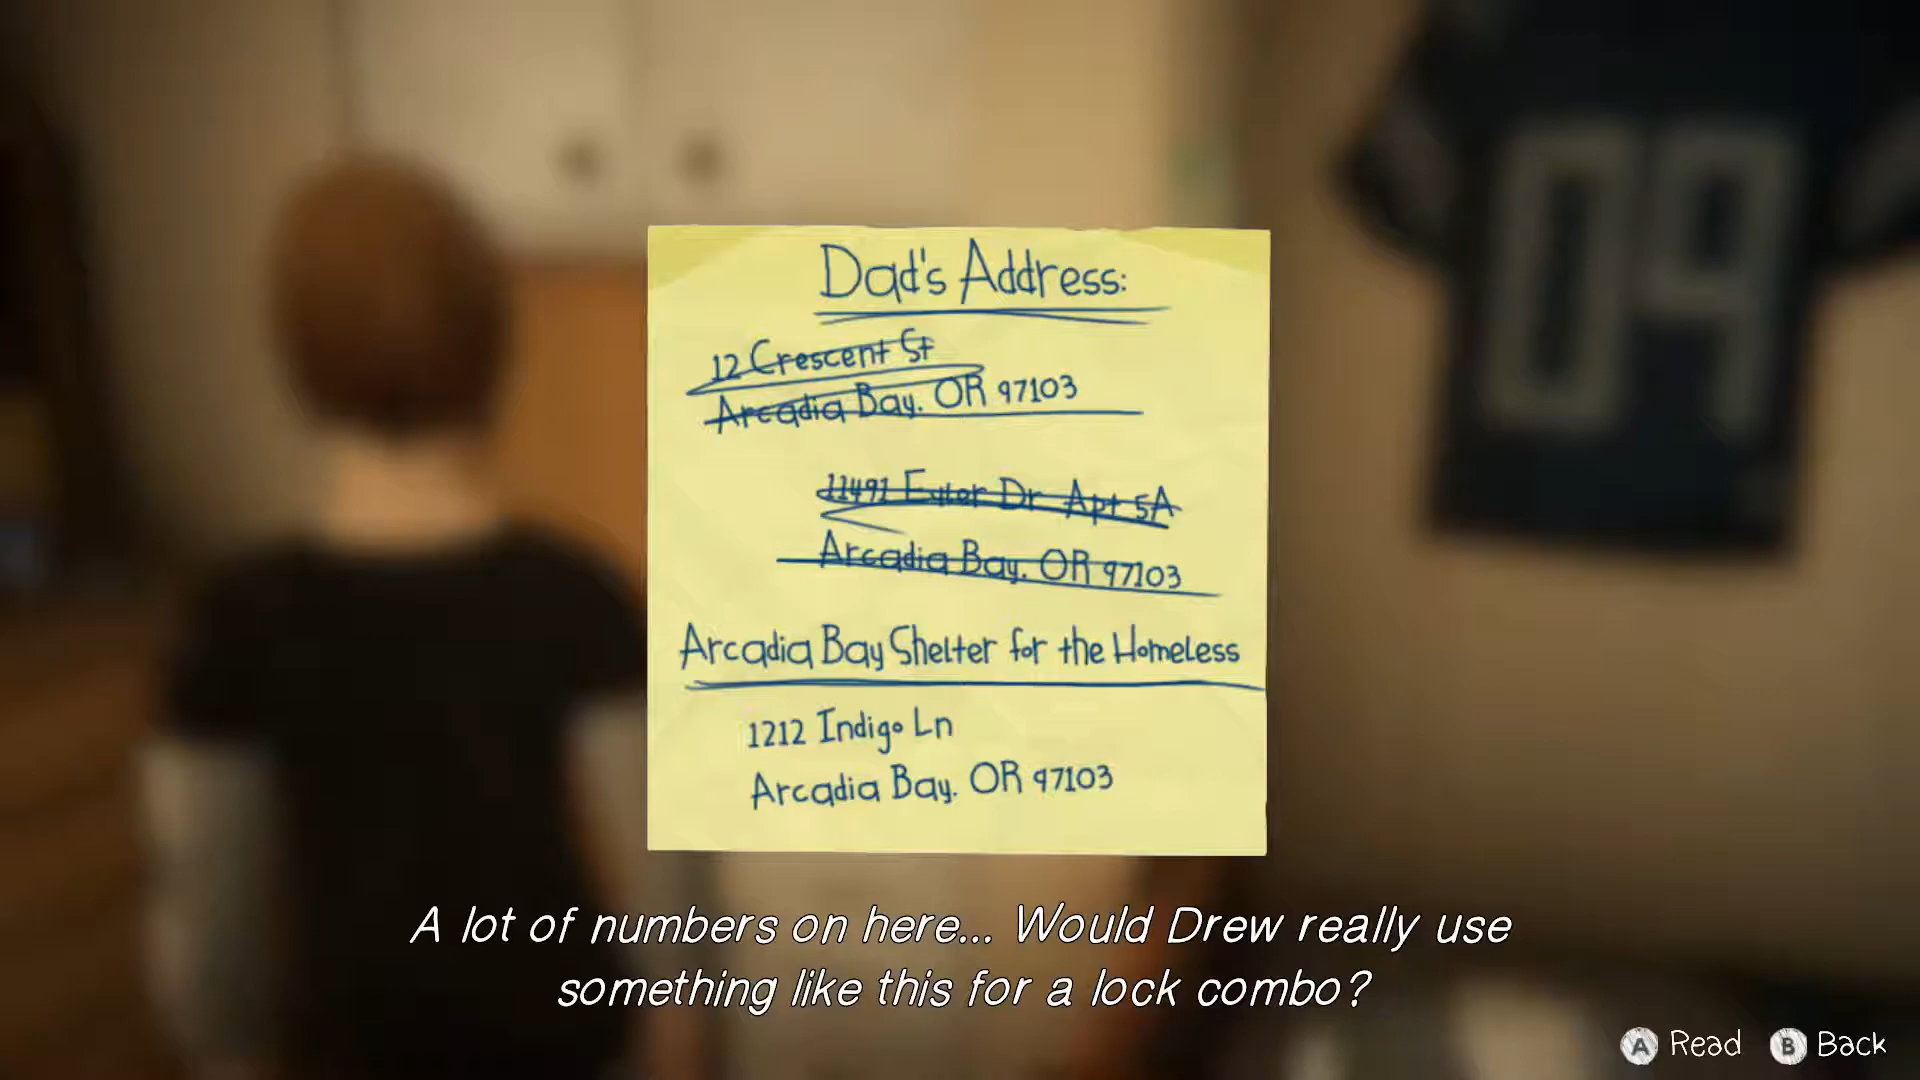 Dad's Address:
12 Crescent St
Arcadia Bay. OR 97103
11491 Dr Apt 5A
Arcadia Bay. OR 97103
Arcadia Bay Shelter for the Homeless
1212 Indigo Ln
Arcadia Bay. OR 97103
09
A lot of numbers on here... Would Drew really use
something like this for a lock combo?
A Read B Back